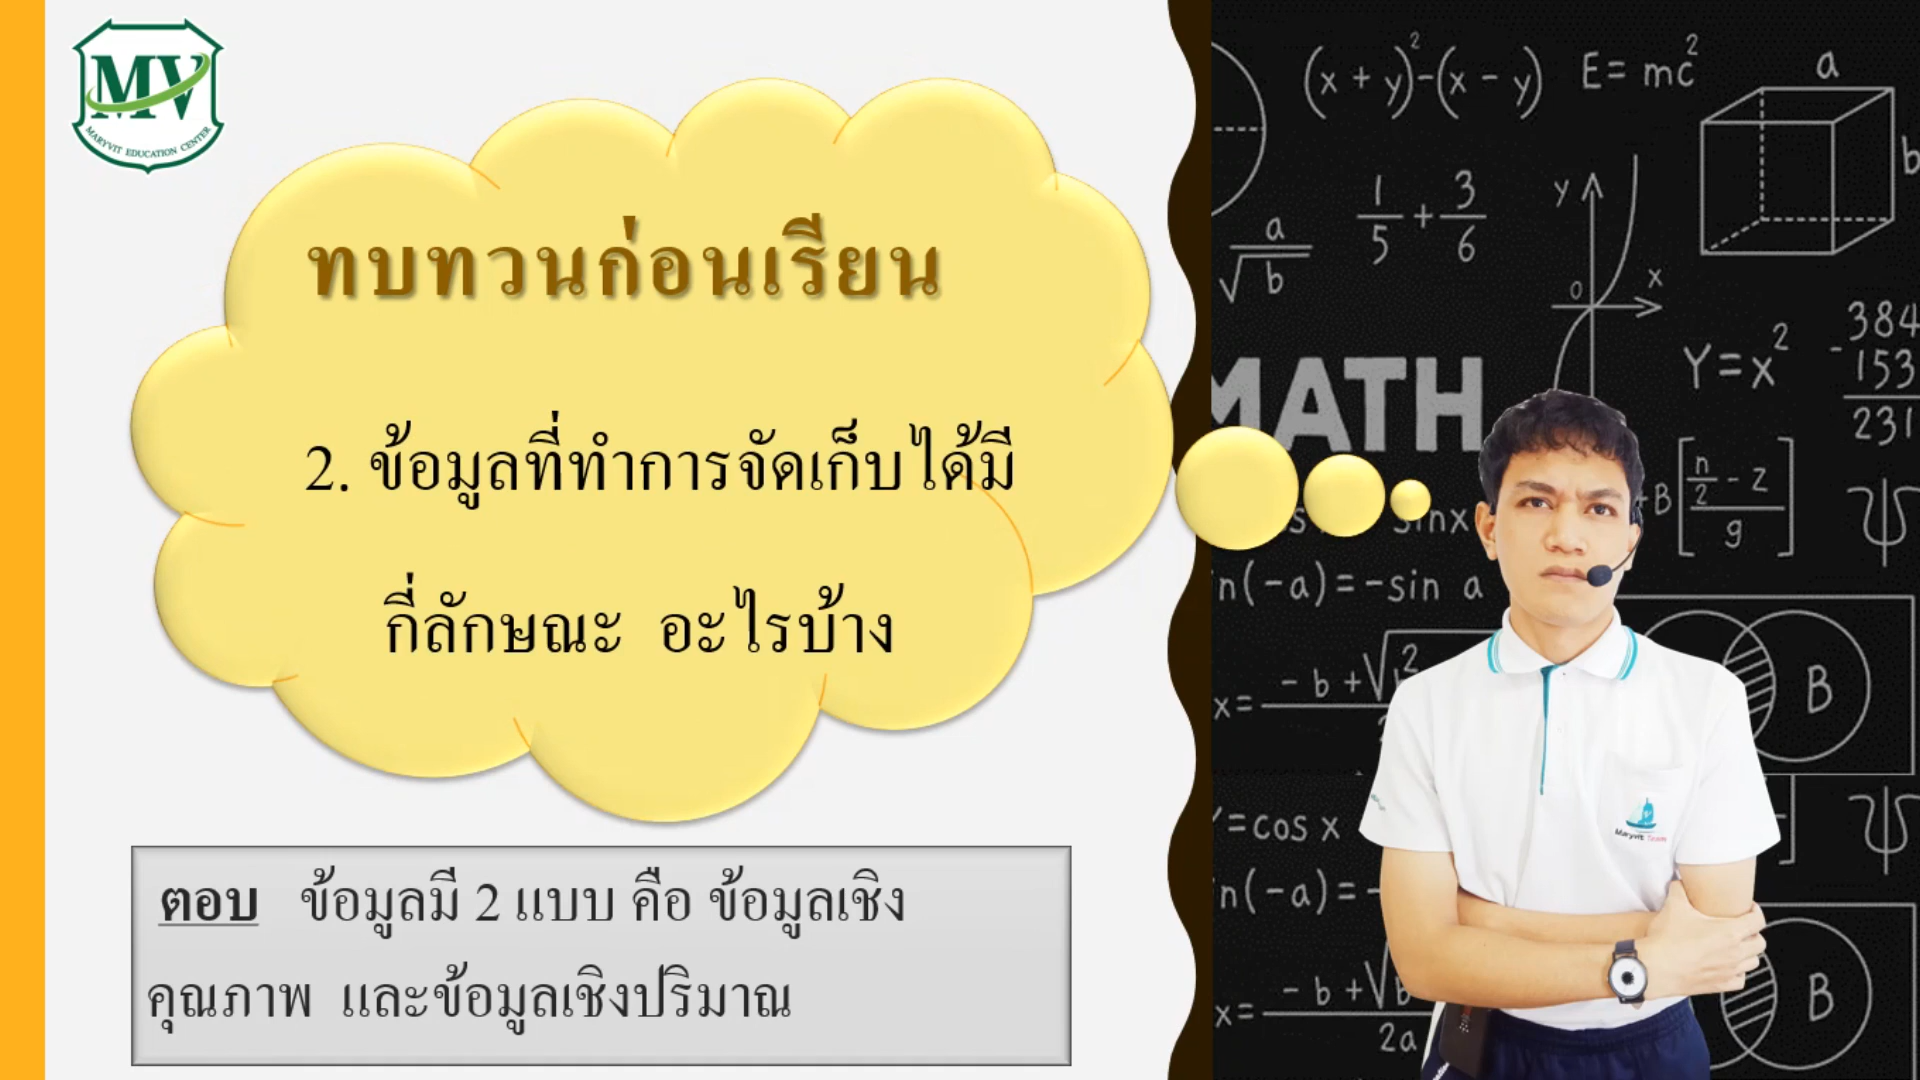 MV
MARYVIT EDUCATION CENTER
ทบทวนก่อนเรียน
2. ข้อมูลที่ทำการจัดเก็บได้มี
กี่ลักษณะ อะไรบ้าง
ตอบ ข้อมูลมี 2 แบบ คือ ข้อมูลเชิง
คุณภาพ และข้อมูลเชิงปริมาณ
(x + y)²-(x - y)
E= mc²
a
b
a/√b
1/5 + 3/6
y
0
x
Y=x²
-384
153
231
MATH
sinx
+B[(n/2 - z)/g]
ψ
n(-a)=-sin a
x= -b+√
B
Maryvit Team
=cos x
n(-a)=-
ψ
x= -b+√b
2a
B